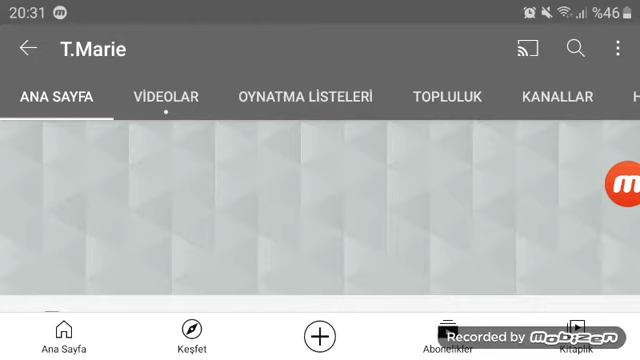 20:31 %46
T.Marie
ANA SAYFA VİDEOLAR OYNATMA LİSTELERİ TOPLULUK KANALLAR H
Ana Sayfa Keşfet Abonelikler Kitaplık
Recorded by MOBIZEN